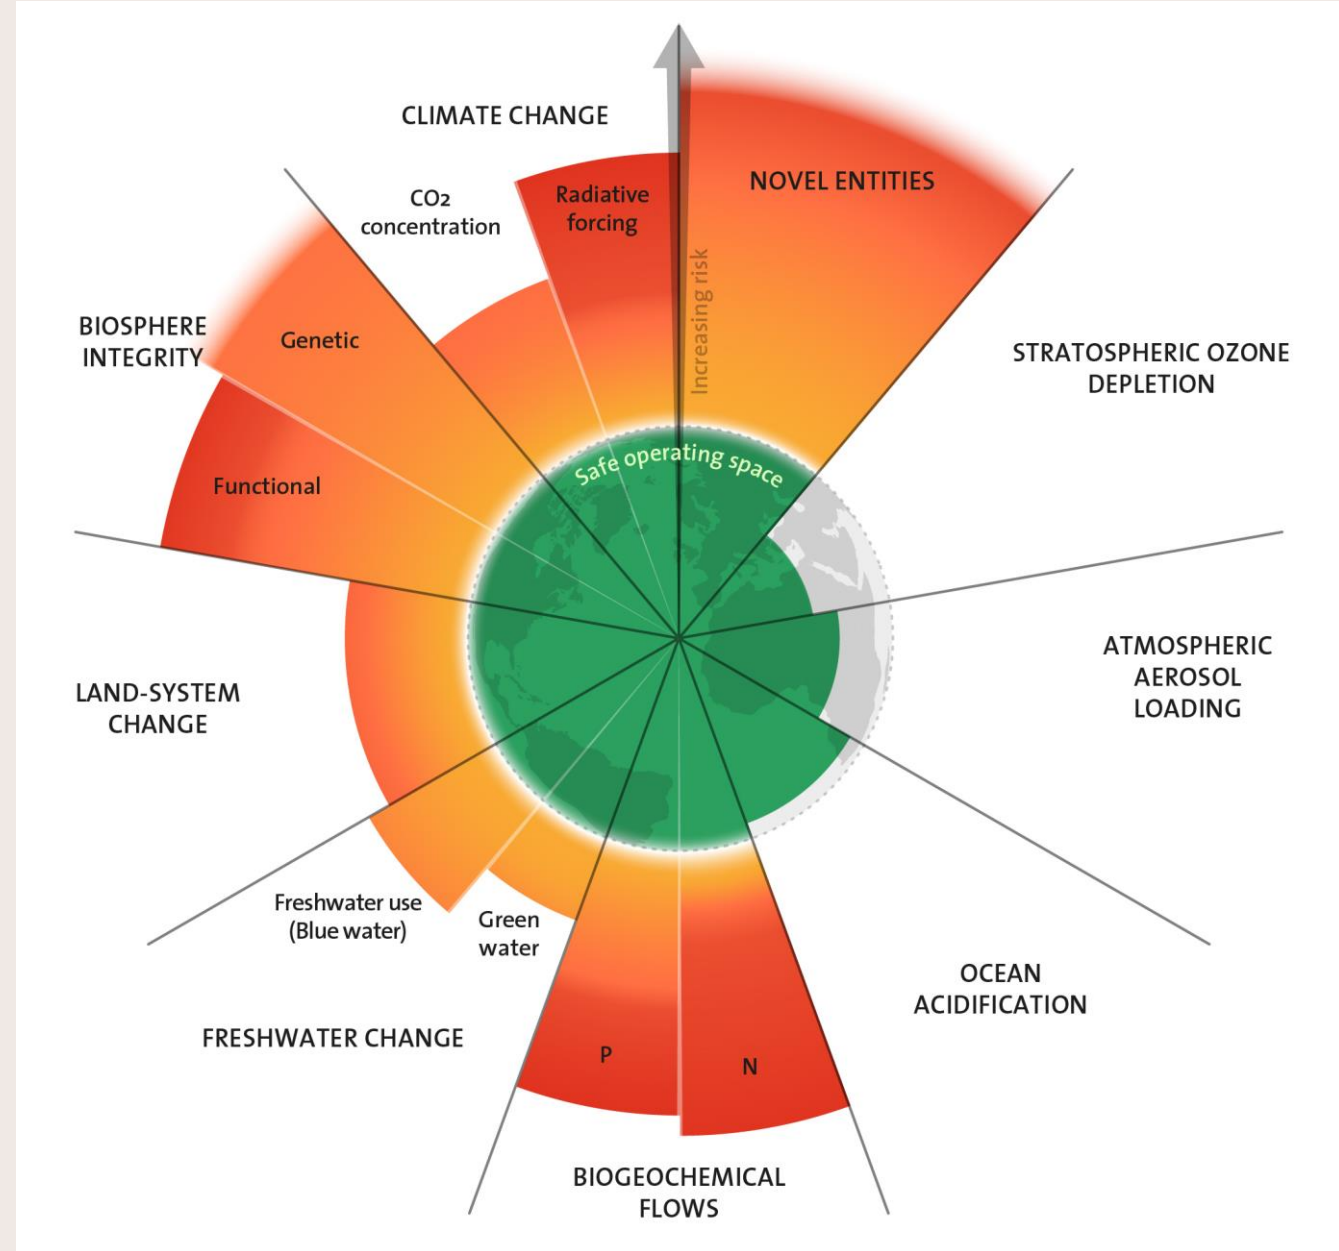 CLIMATE CHANGE
CO2
concentration
Radiative
forcing
NOVEL ENTITIES
Increasing risk
STRATOSPHERIC OZONE
DEPLETION
BIOSPHERE
INTEGRITY
Genetic
Functional
Safe operating space
ATMOSPHERIC
AEROSOL
LOADING
LAND-SYSTEM
CHANGE
Freshwater use
(Blue water)
Green
water
FRESHWATER CHANGE
P
N
OCEAN
ACIDIFICATION
BIOGEOCHEMICAL
FLOWS